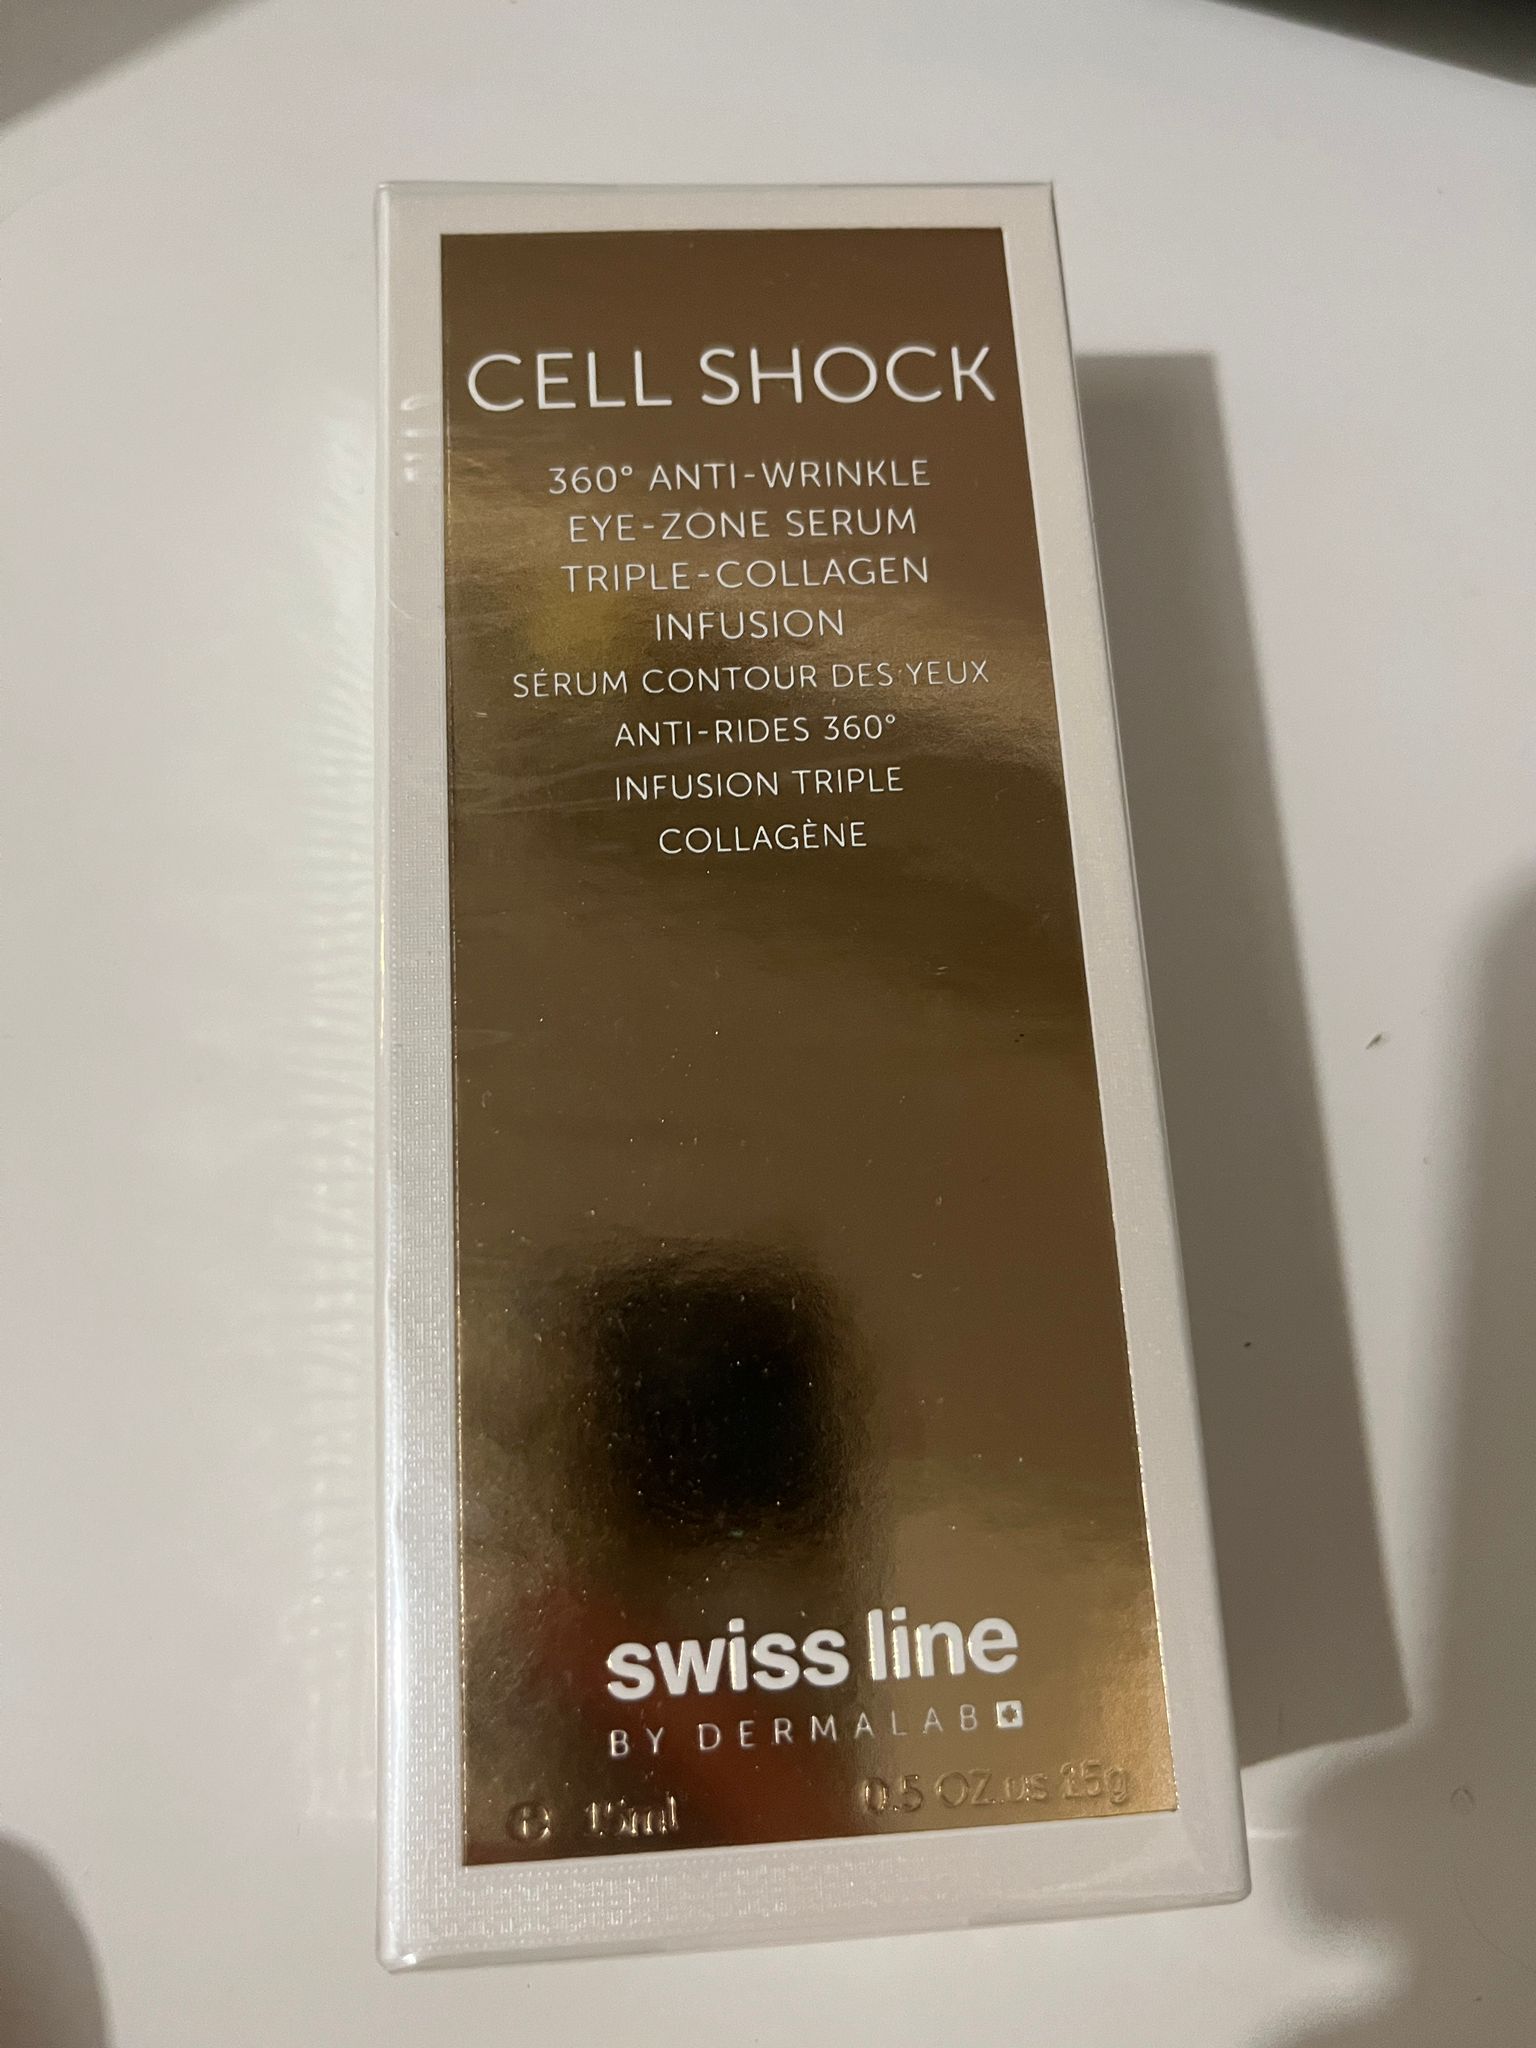 CELL SHOCK
360° ANTI-WRINKLE
EYE-ZONE SERUM
TRIPLE-COLLAGEN
INFUSION
SÉRUM CONTOUR DES YEUX
ANTI-RIDES 360°
INFUSION TRIPLE
COLLAGÈNE
swiss line
BY DERMALAB
℮ 15ml 0.5 OZ.us 15g